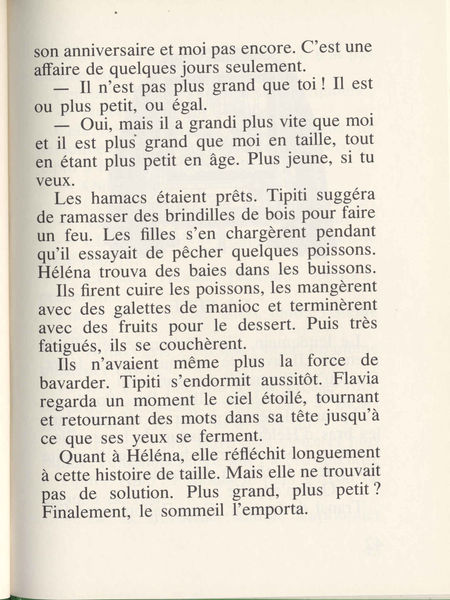 son anniversaire et moi pas encore. C'est une
affaire de quelques jours seulement.
— Il n'est pas plus grand que toi ! Il est
ou plus petit, ou égal.
— Oui, mais il a grandi plus vite que moi
et il est plus grand que moi en taille, tout
en étant plus petit en âge. Plus jeune, si tu
veux.
Les hamacs étaient prêts. Tipiti suggéra
de ramasser des brindilles de bois pour faire
un feu. Les filles s'en chargèrent pendant
qu'il essayait de pêcher quelques poissons.
Héléna trouva des baies dans les buissons.
Ils firent cuire les poissons, les mangèrent
avec des galettes de manioc et terminèrent
avec des fruits pour le dessert. Puis très
fatigués, ils se couchèrent.
Ils n'avaient même plus la force de
bavarder. Tipiti s'endormit aussitôt. Flavia
regarda un moment le ciel étoilé, tournant
et retournant des mots dans sa tête jusqu'à
ce que ses yeux se ferment.
Quant à Héléna, elle réfléchit longuement
à cette histoire de taille. Mais elle ne trouvait
pas de solution. Plus grand, plus petit ?
Finalement, le sommeil l'emporta.